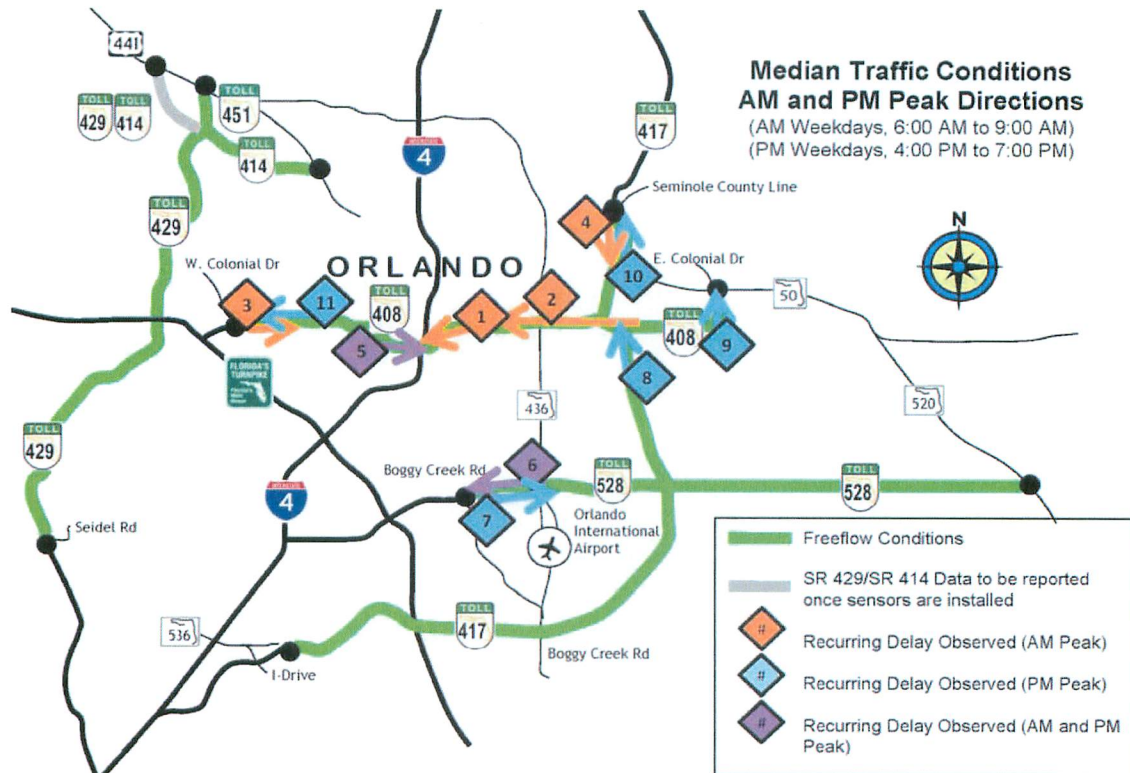 Median Traffic Conditions
AM and PM Peak Directions
(AM Weekdays, 6:00 AM to 9:00 AM)
(PM Weekdays, 4:00 PM to 7:00 PM)
441
TOLL
429
TOLL
414
TOLL
451
TOLL
414
INTERSTATE
4
TOLL
417
Seminole County Line
4
TOLL
429
N
W. Colonial Dr
ORLANDO
10
E. Colonial Dr
50
3
11
TOLL
408
1
2
5
TOLL
408
9
FLORIDA'S
TURNPIKE
8
436
520
TOLL
429
Boggy Creek Rd
6
TOLL
528
TOLL
528
INTERSTATE
4
7
Orlando
International
Airport
Seidel Rd
536
TOLL
417
Boggy Creek Rd
I-Drive
Freeflow Conditions
SR 429/SR 414 Data to be reported
once sensors are installed
# Recurring Delay Observed (AM Peak)
# Recurring Delay Observed (PM Peak)
# Recurring Delay Observed (AM and PM
Peak)